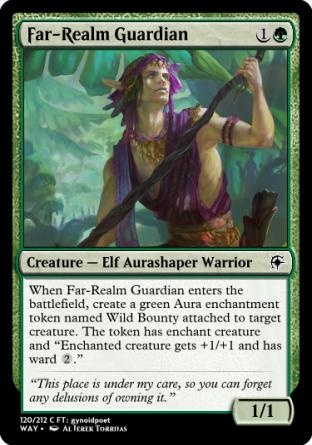 Far-Realm Guardian 1
Creature — Elf Aurashaper Warrior
When Far-Realm Guardian enters the
battlefield, create a green Aura enchantment
token named Wild Bounty attached to target
creature. The token has enchant creature
and “Enchanted creature gets +1/+1 and has
ward 2.”
“This place is under my care, so you can forget
any delusions of owning it.”
1/1
120/212 C FT: gynoidpoet
WAY •